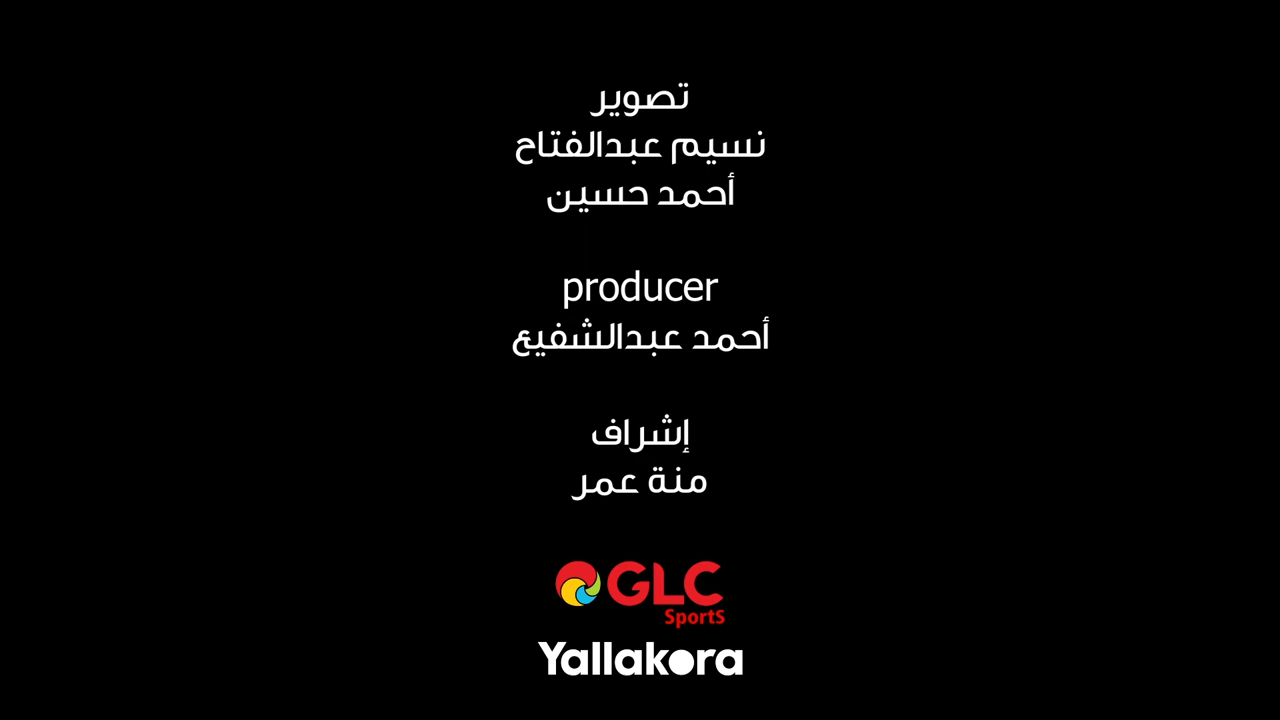 تصوير
نسيم عبدالفتاح
أحمد حسين
producer
أحمد عبدالشفيع
إشراف
منة عمر
GLC
Sports
Yallakora